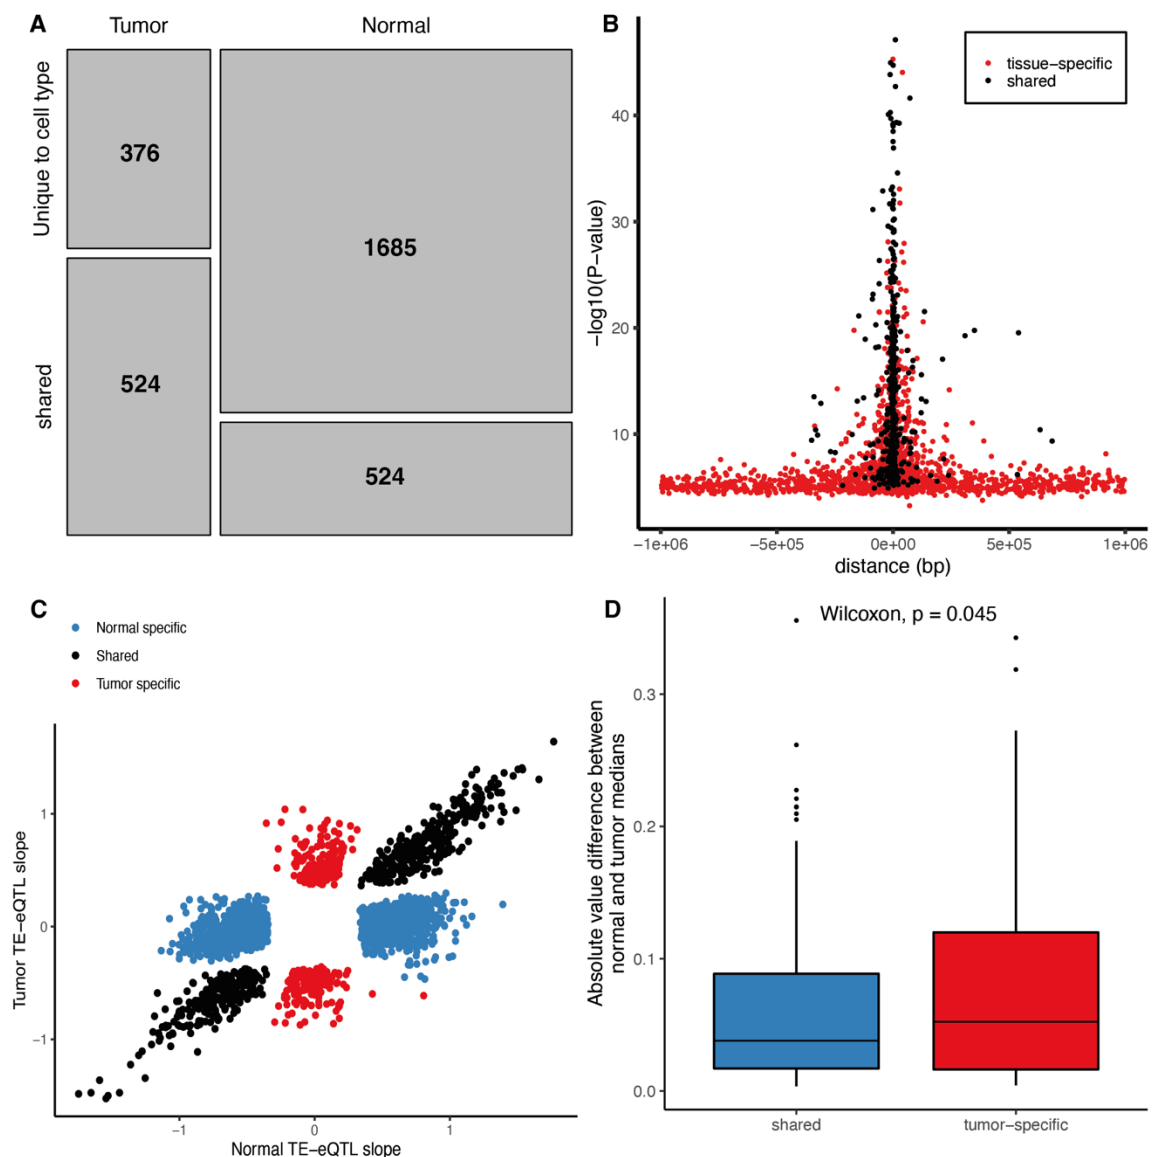 A
Tumor
Normal
Unique to cell type
shared
376
1685
524
524
B
tissue−specific
shared
−log10(P−value)
40
30
20
10
−1e+06
−5e+05
0e+00
5e+05
1e+06
distance (bp)
C
Normal specific
Shared
Tumor specific
Tumor TE−eQTL slope
1
0
−1
−1
0
1
Normal TE−eQTL slope
D
Wilcoxon, p = 0.045
Absolute value difference between
normal and tumor medians
0.3
0.2
0.1
0.0
shared
tumor−specific